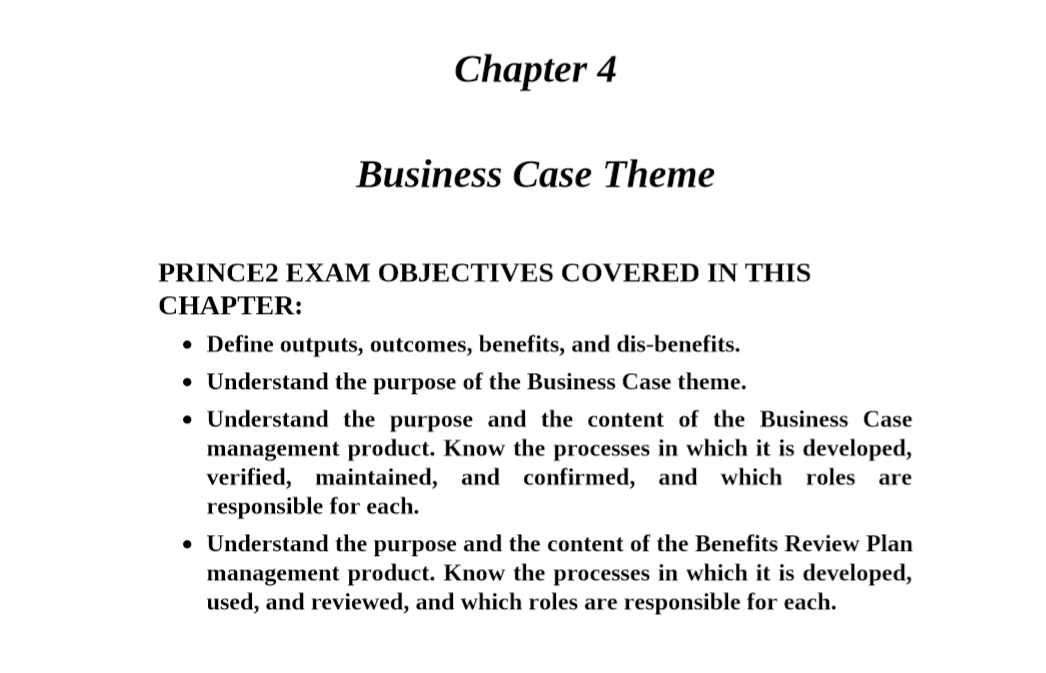 Chapter 4
Business Case Theme
PRINCE2 EXAM OBJECTIVES COVERED IN THIS
CHAPTER:
• Define outputs, outcomes, benefits, and dis-benefits.
• Understand the purpose of the Business Case theme.
• Understand the purpose and the content of the Business Case
management product. Know the processes in which it is developed,
verified, maintained, and confirmed, and which roles are
responsible for each.
• Understand the purpose and the content of the Benefits Review Plan
management product. Know the processes in which it is developed,
used, and reviewed, and which roles are responsible for each.